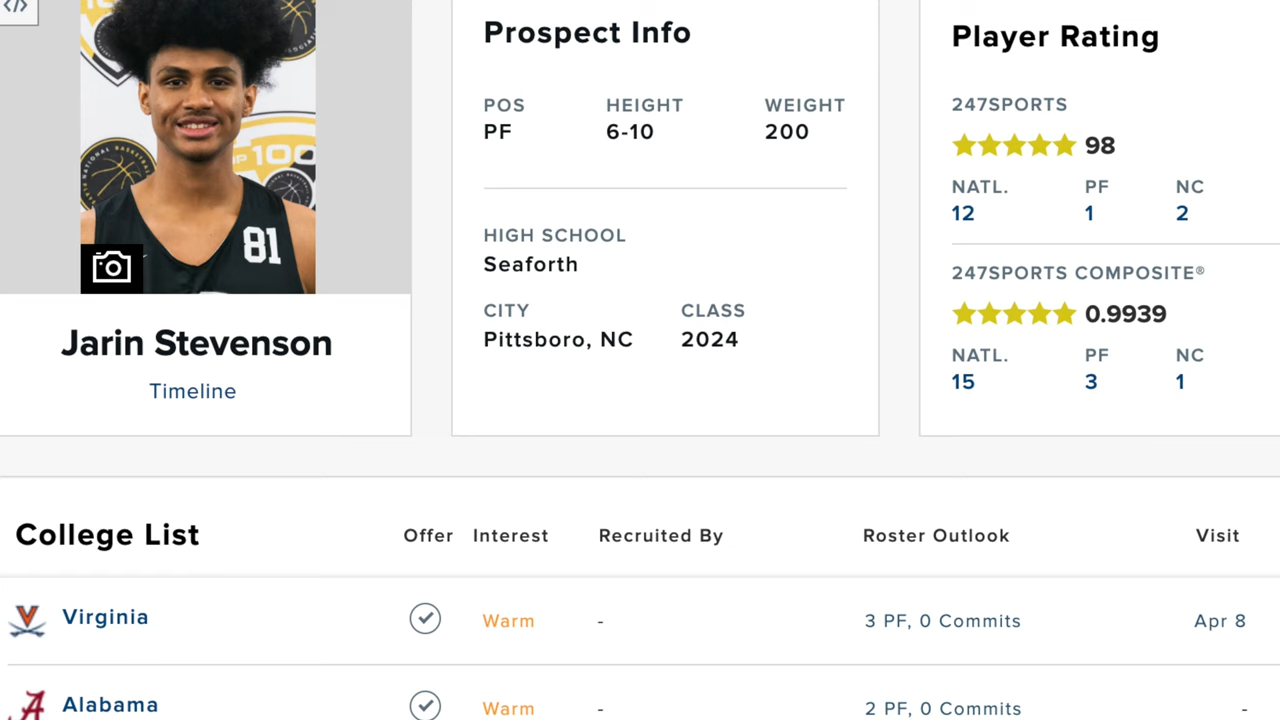 </>
TOP 100
81
Jarin Stevenson
Timeline
Prospect Info
POS HEIGHT WEIGHT
PF 6-10 200
HIGH SCHOOL
Seaforth
CITY CLASS
Pittsboro, NC 2024
Player Rating
247SPORTS
98
NATL. PF NC
12 1 2
247SPORTS COMPOSITE®
0.9939
NATL. PF NC
15 3 1
College List Offer Interest Recruited By Roster Outlook Visit
Virginia Warm - 3 PF, 0 Commits Apr 8
Alabama Warm - 2 PF, 0 Commits -